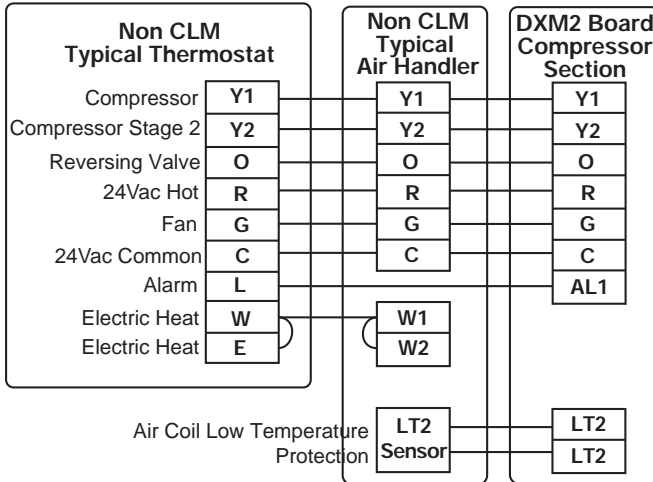 Non CLM
Typical Thermostat
Non CLM
Typical
Air Handler
DXM2 Board
Compressor
Section
Compressor Y1 Y1 Y1
Compressor Stage 2 Y2 Y2 Y2
Reversing Valve O O O
24Vac Hot R R R
Fan G G G
24Vac Common C C C
Alarm L AL1
Electric Heat W W1
Electric Heat E W2
Air Coil Low Temperature
Protection
LT2
Sensor
LT2
LT2